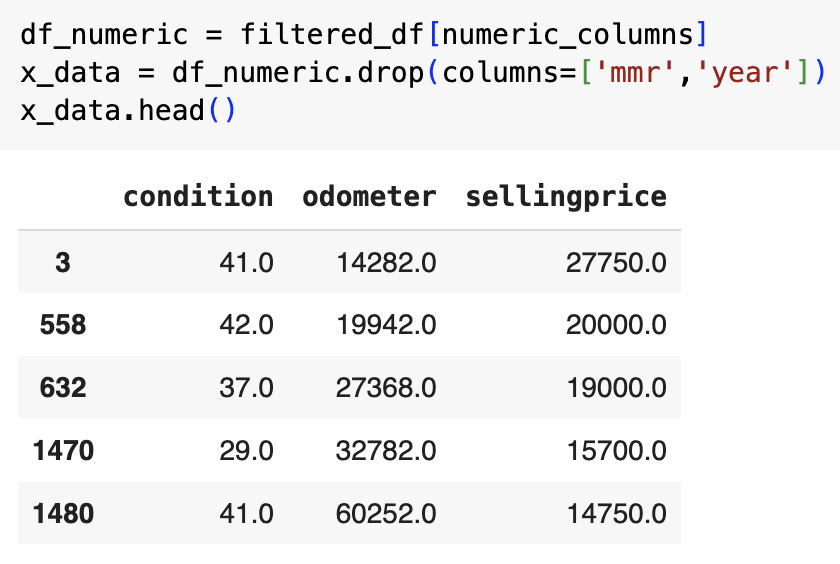 df_numeric = filtered_df[numeric_columns]
x_data = df_numeric.drop(columns=['mmr','year'])
x_data.head()
condition odometer sellingprice
3 41.0 14282.0 27750.0
558 42.0 19942.0 20000.0
632 37.0 27368.0 19000.0
1470 29.0 32782.0 15700.0
1480 41.0 60252.0 14750.0